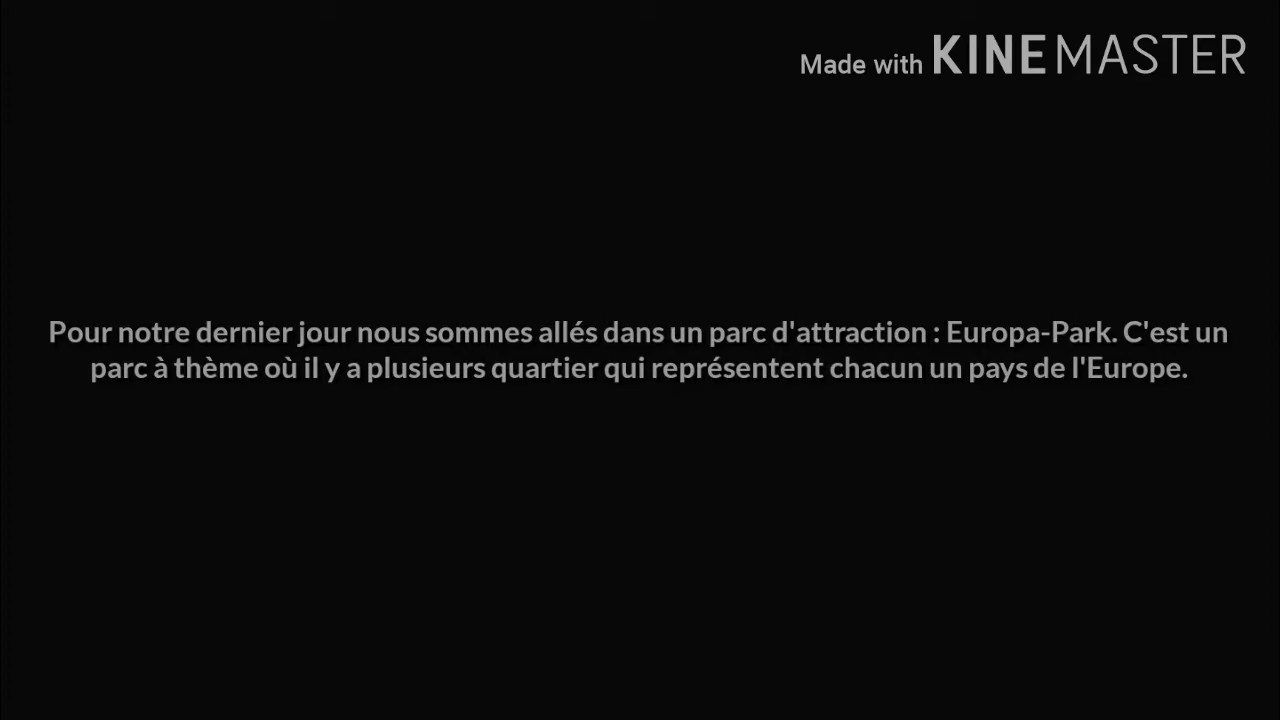 Made with KINEMASTER
Pour notre dernier jour nous sommes allés dans un parc d'attraction : Europa-Park. C'est un
parc à thème où il y a plusieurs quartier qui représentent chacun un pays de l'Europe.